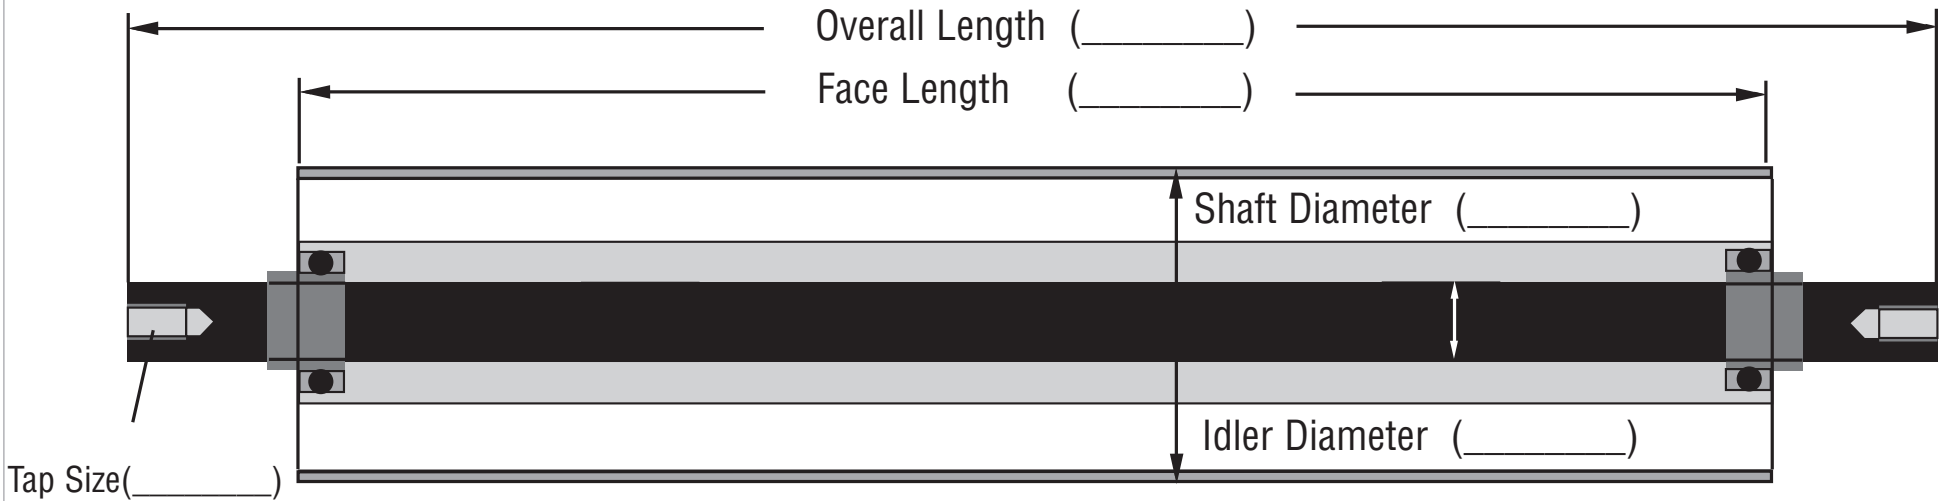 Overall Length (________)
Face Length (________)
Shaft Diameter (________)
Idler Diameter (________)
Tap Size(________)